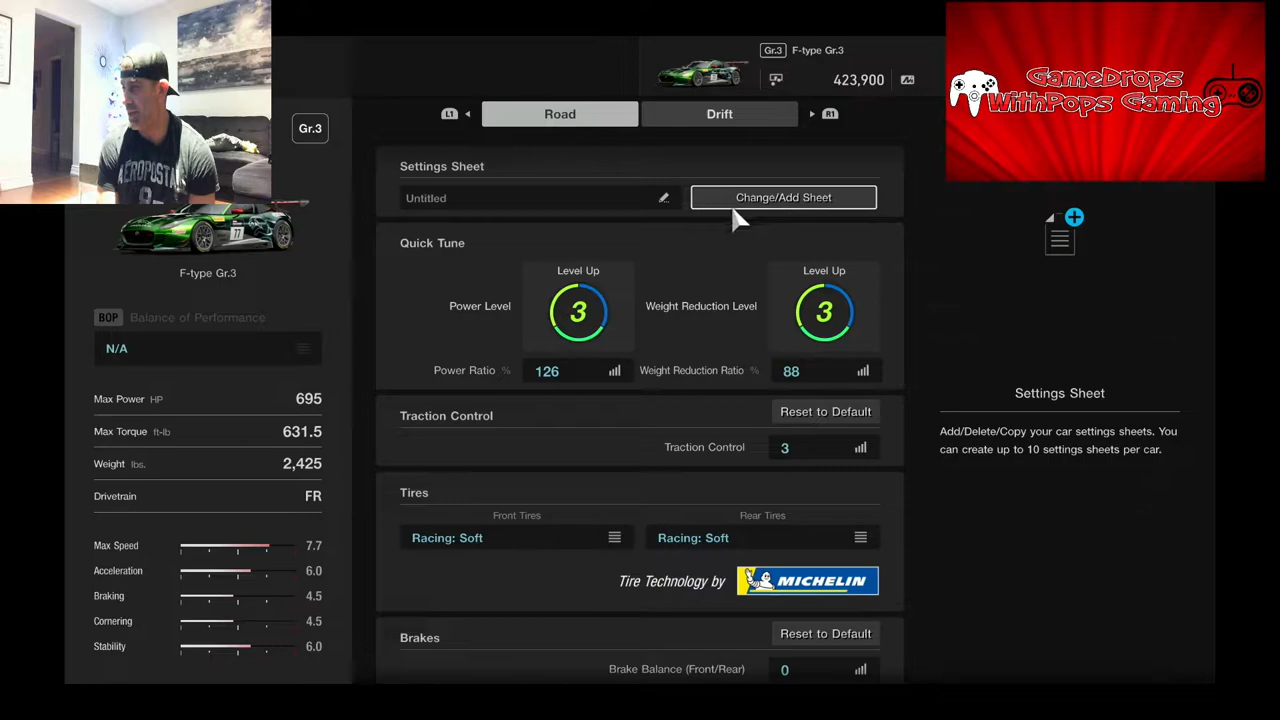 Gr.3 F-type Gr.3
423,900
GameDrops
WithPops Gaming
L1 Road Drift R1
Gr.3
AÉROPOSTA
Settings Sheet
Untitled Change/Add Sheet
Quick Tune
F-type Gr.3
Level Up Level Up
Power Level 3 Weight Reduction Level 3
BOP Balance of Performance
N/A
Power Ratio % 126 Weight Reduction Ratio % 88
Max Power HP 695
Max Torque ft-lb 631.5
Weight lbs. 2,425
Drivetrain FR
Max Speed 7.7
Acceleration 6.0
Braking 4.5
Cornering 4.5
Stability 6.0
Traction Control Reset to Default
Traction Control 3
Tires
Front Tires Rear Tires
Racing: Soft Racing: Soft
Tire Technology by MICHELIN
Brakes Reset to Default
Brake Balance (Front/Rear) 0
Settings Sheet
Add/Delete/Copy your car settings sheets. You
can create up to 10 settings sheets per car.